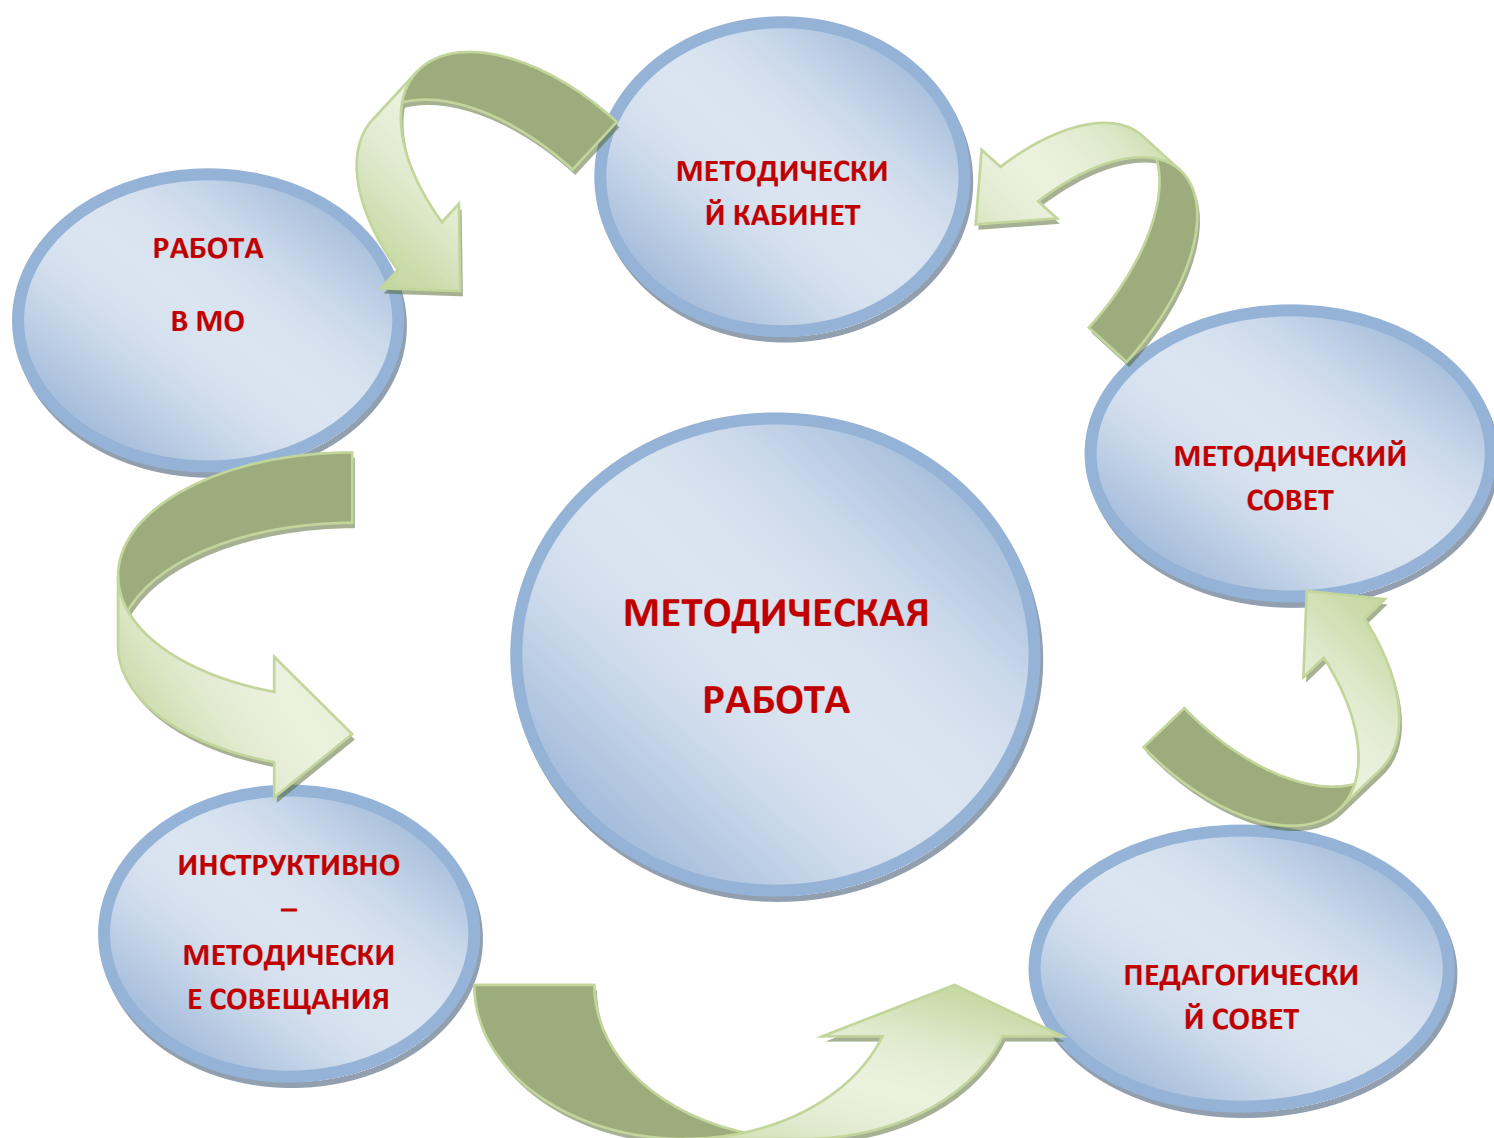 МЕТОДИЧЕСКИ
Й КАБИНЕТ
РАБОТА
В МО
МЕТОДИЧЕСКИЙ
СОВЕТ
МЕТОДИЧЕСКАЯ
РАБОТА
ИНСТРУКТИВНО
–
МЕТОДИЧЕСКИ
Е СОВЕЩАНИЯ
ПЕДАГОГИЧЕСКИ
Й СОВЕТ